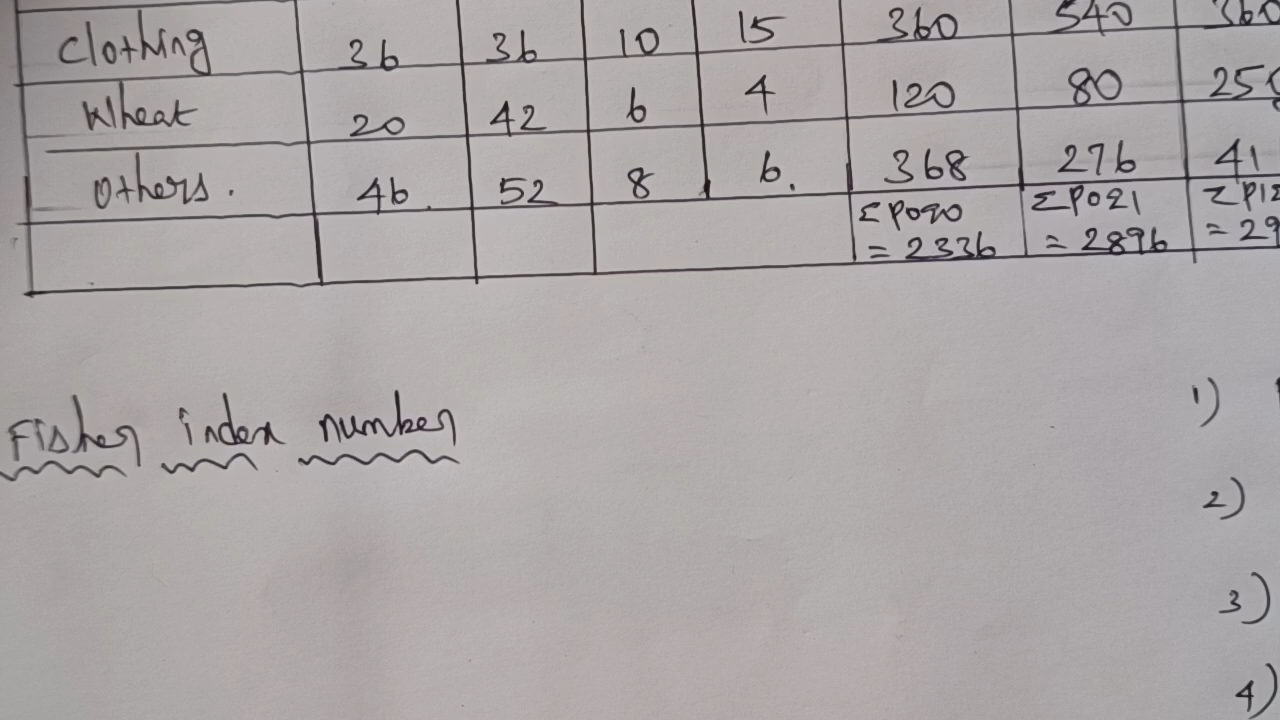 Clothing 36 36 10 15 360 540 360
Wheat 20 42 6 4 120 80
Others. 46. 52 8 6. 368 276
ΣP0q0 ΣP0q1
= 2336 = 2896
Fisher index number
1)
2)
3)
4)